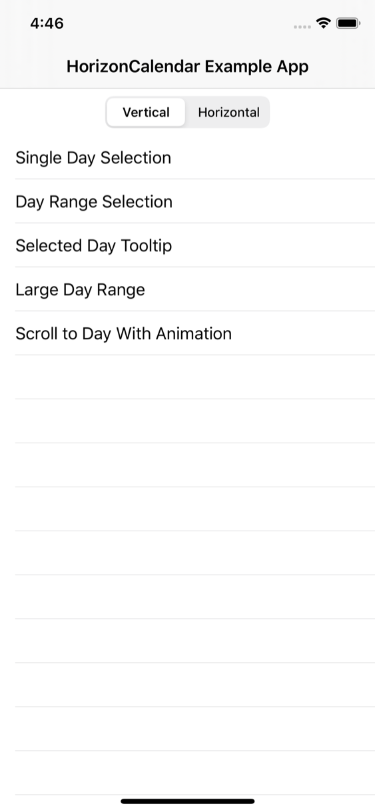 4:46
HorizonCalendar Example App
Vertical Horizontal
Single Day Selection
Day Range Selection
Selected Day Tooltip
Large Day Range
Scroll to Day With Animation